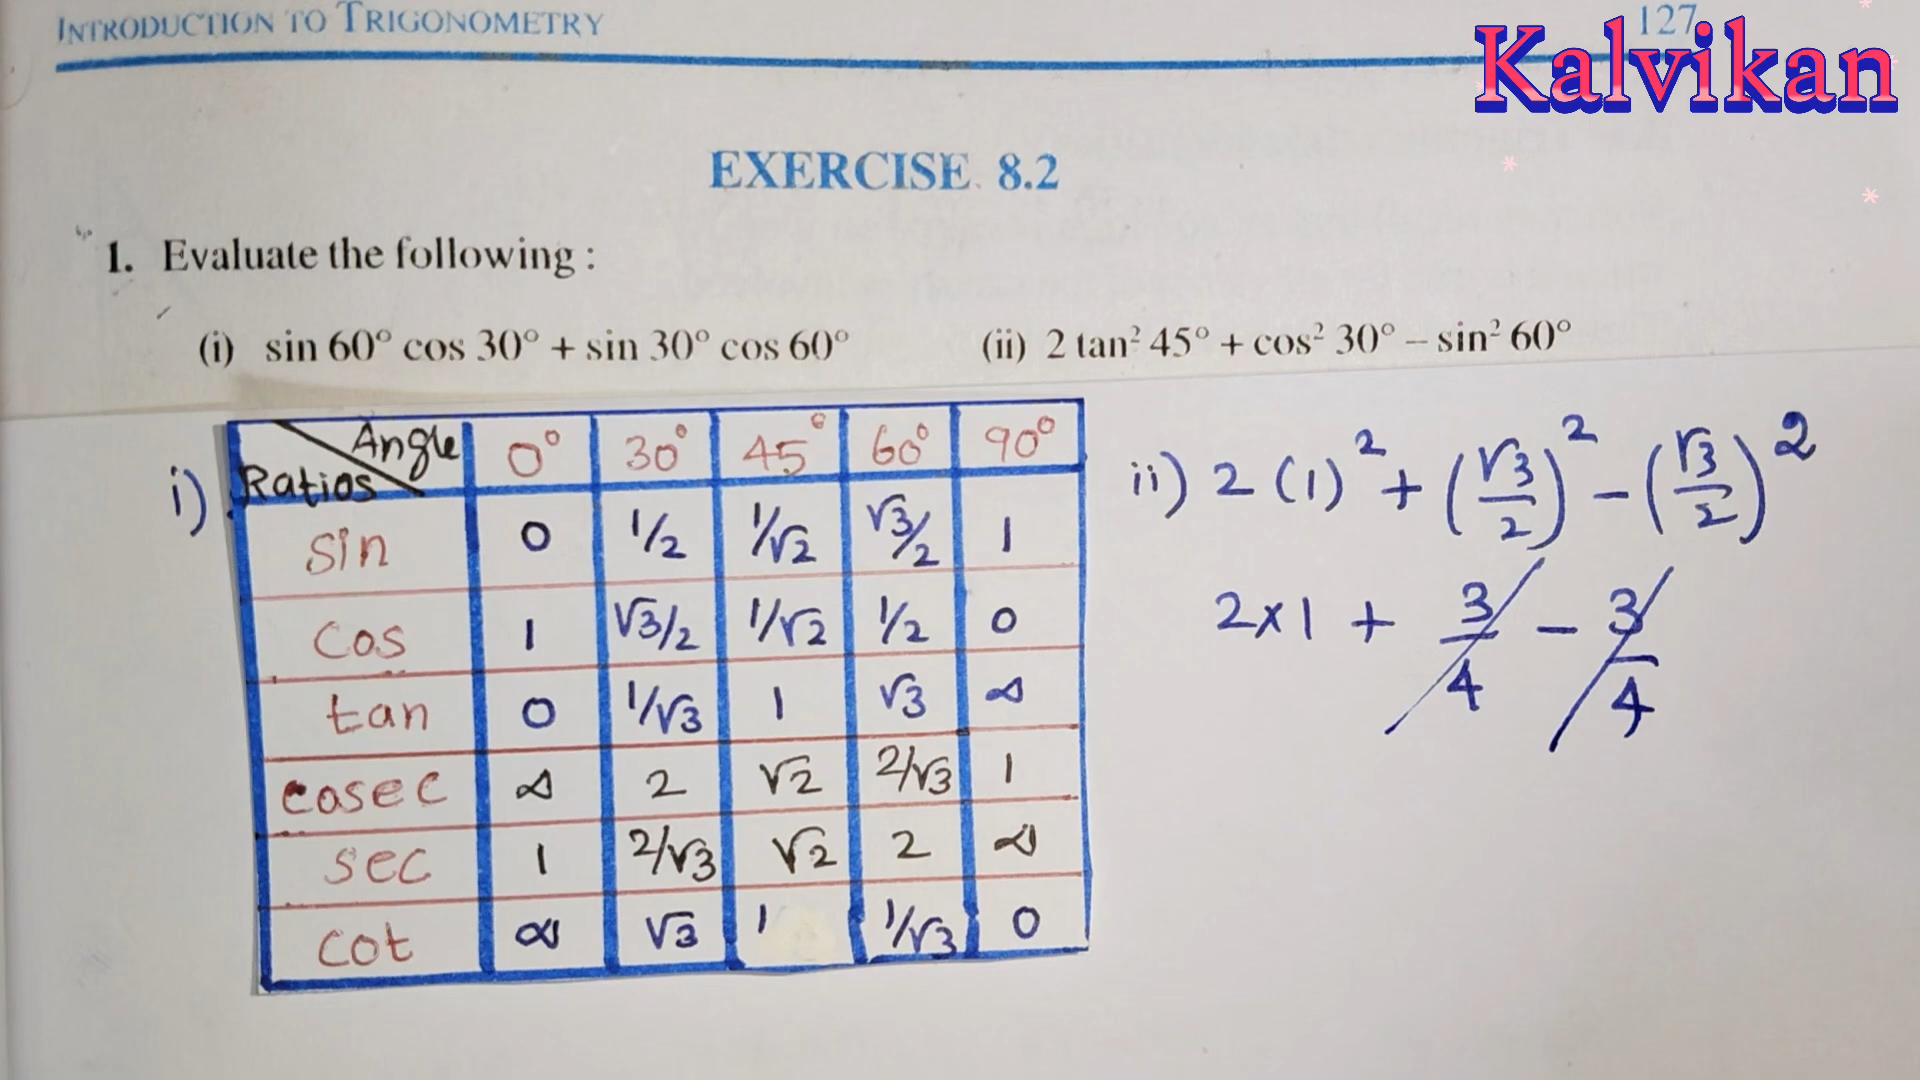 INTRODUCTION TO TRIGONOMETRY 127
Kalvikan
EXERCISE 8.2
1. Evaluate the following :
(i) sin 60° cos 30° + sin 30° cos 60° (ii) 2 tan² 45° + cos² 30° – sin² 60°
i)
Angle Ratios 0° 30° 45° 60° 90°
sin 0 1/2 1/√2 √3/2 1
cos 1 √3/2 1/√2 1/2 0
tan 0 1/√3 1 √3 ∞
cosec ∞ 2 √2 2/√3 1
sec 1 2/√3 √2 2 ∞
cot ∞ √3 1 1/√3 0
ii) 2 (1)² + (√3/2)² − (√3/2)²
2×1 + 3/4 − 3/4